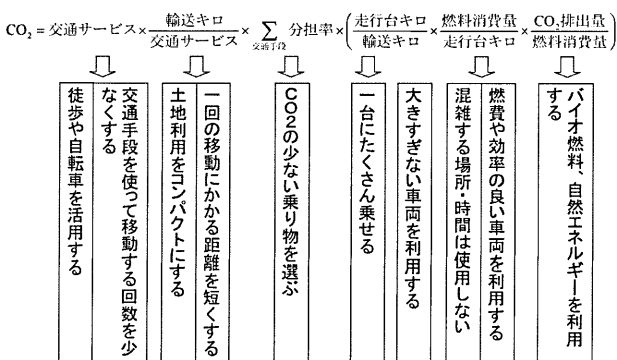 CO₂ = 交通サービス × 輸送キロ/交通サービス × ∑交通手段 分担率 × (走行台キロ/輸送キロ × 燃料消費量/走行台キロ × CO₂排出量/燃料消費量)
徒歩や自転車を活用する
交通手段を使って移動する回数を少
なくする
土地利用をコンパクトにする
一回の移動にかかる距離を短くする
CO2の少ない乗り物を選ぶ
一台にたくさん乗せる
大きすぎない車両を利用する
混雑する場所・時間は使用しない
燃費や効率の良い車両を利用する
バイオ燃料、自然エネルギーを利用
する